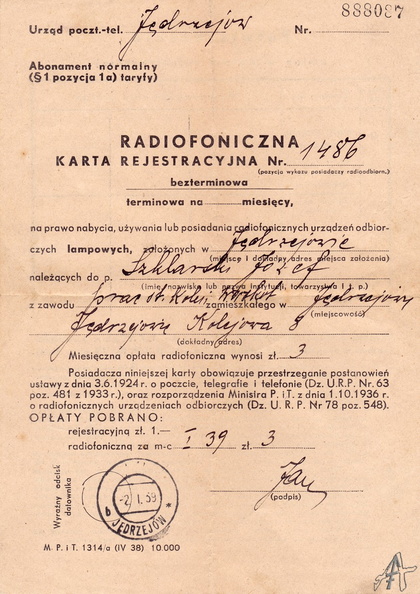 888087
Urząd poczt.-tel. Jędrzejów Nr.
Abonament normalny
(§ 1 pozycja 1a) taryfy)
RADIOFONICZNA
KARTA REJESTRACYJNA Nr. 1486
(pozycja wykazu posiadaczy radioodbiorn.)
bezterminowa
terminowa na miesięcy,
na prawo nabycia, używania lub posiadania radiofonicznych urządzeń odbior-
czych lampowych, założonych w Jędrzejowie
(miejsce i dokładny adres miejsca założenia)
należących do p. Szklarski Józef
(imię, nazwisko lub nazwa instytucji, towarzystwa i t. p.)
z zawodu prac. zamieszkałego w Jędrzejowie
(miejscowość)
Jędrzejowie Kolejowa 8
(dokładny adres)
Miesięczna opłata radiofoniczna wynosi zł. 3
Posiadacza niniejszej karty obowiązuje przestrzeganie postanowień
ustawy z dnia 3.6.1924 r. o poczcie, telegrafie i telefonie (Dz. U.R.P. Nr. 63
poz. 481 z 1933 r.), oraz rozporządzenia Ministra P. i T. z dnia 1.10.1936 r.
o radiofonicznych urządzeniach odbiorczych (Dz. U. R. P. Nr 78 poz. 548).
OPŁATY POBRANO:
rejestracyjną zł. 1.—
radiofoniczną za m-c I 39 zł. 3
(podpis)
Wyraźny odcisk
datownika
-2. I. 39
b JĘDRZEJÓW *
M. P. i T. 1314/a (IV 38) 10.000